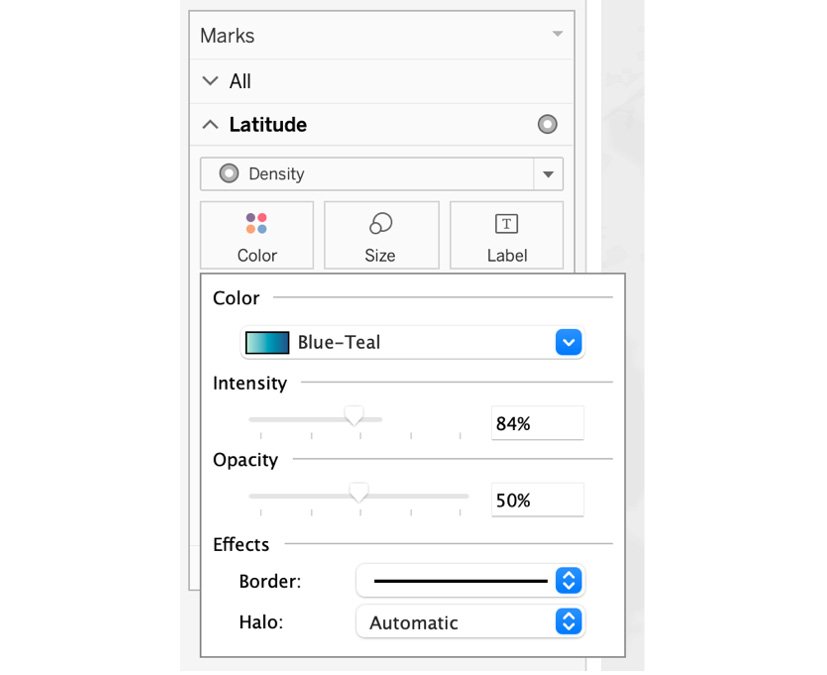 Marks
All
Latitude
Density
T
Color Size Label
Color
Blue-Teal
Intensity
84%
Opacity
50%
Effects
Border:
Halo: Automatic